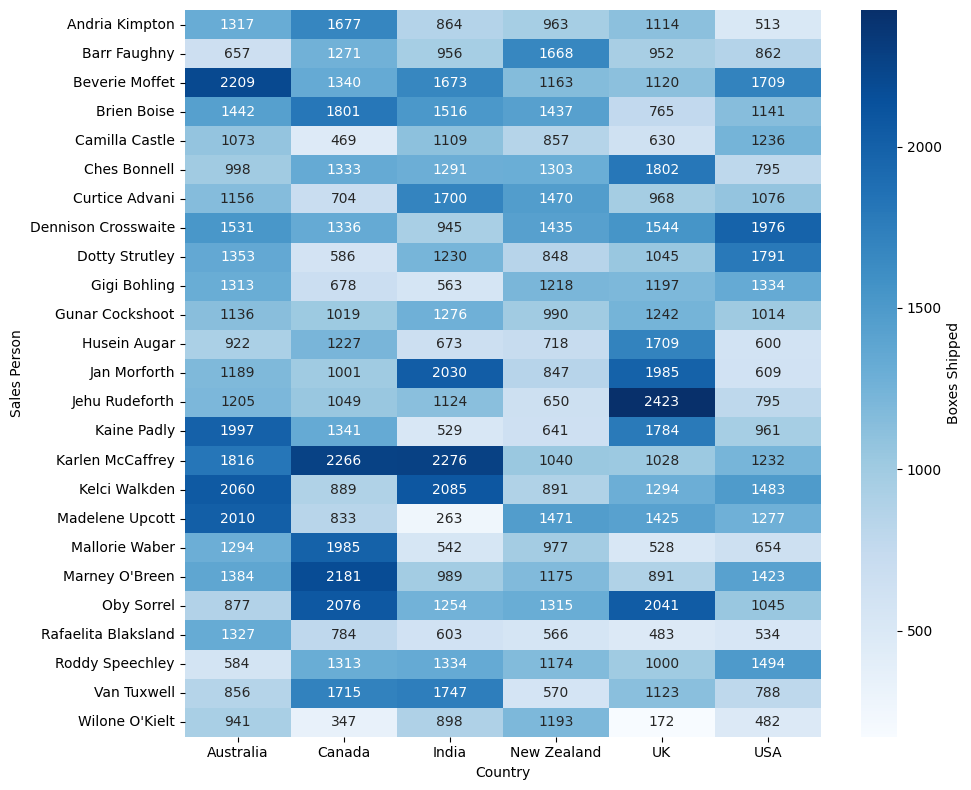 Andria Kimpton 1317 1677 864 963 1114 513
Barr Faughny 657 1271 956 1668 952 862
Beverie Moffet 2209 1340 1673 1163 1120 1709
Brien Boise 1442 1801 1516 1437 765 1141
Camilla Castle 1073 469 1109 857 630 1236
Ches Bonnell 998 1333 1291 1303 1802 795
Curtice Advani 1156 704 1700 1470 968 1076
Dennison Crosswaite 1531 1336 945 1435 1544 1976
Dotty Strutley 1353 586 1230 848 1045 1791
Gigi Bohling 1313 678 563 1218 1197 1334
Gunar Cockshoot 1136 1019 1276 990 1242 1014
Husein Augar 922 1227 673 718 1709 600
Jan Morforth 1189 1001 2030 847 1985 609
Jehu Rudeforth 1205 1049 1124 650 2423 795
Kaine Padly 1997 1341 529 641 1784 961
Karlen McCaffrey 1816 2266 2276 1040 1028 1232
Kelci Walkden 2060 889 2085 891 1294 1483
Madelene Upcott 2010 833 263 1471 1425 1277
Mallorie Waber 1294 1985 542 977 528 654
Marney O'Breen 1384 2181 989 1175 891 1423
Oby Sorrel 877 2076 1254 1315 2041 1045
Rafaelita Blaksland 1327 784 603 566 483 534
Roddy Speechley 584 1313 1334 1174 1000 1494
Van Tuxwell 856 1715 1747 570 1123 788
Wilone O'Kielt 941 347 898 1193 172 482
Australia Canada India New Zealand UK USA
Country
Sales Person
2000
1500
1000
500
Boxes Shipped